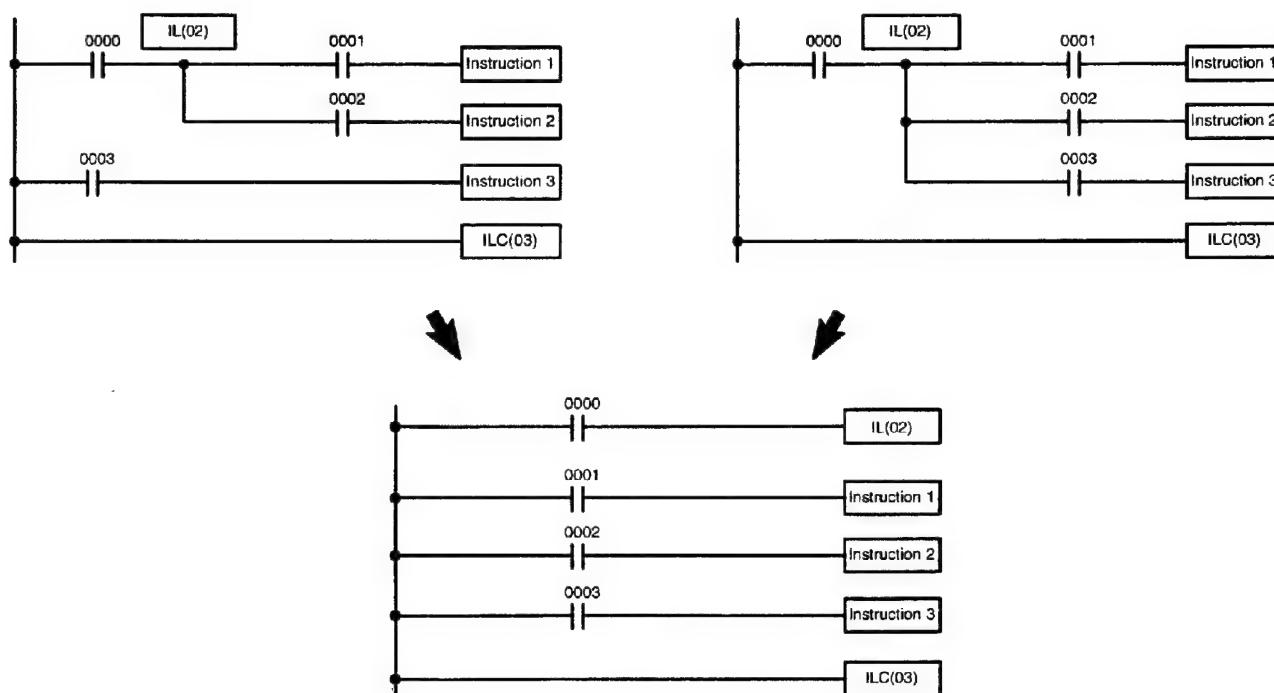 IL(02)
0000
0001
Instruction 1
0002
Instruction 2
0003
Instruction 3
ILC(03)
IL(02)
0000
0001
Instruction 1
0002
Instruction 2
0003
Instruction 3
ILC(03)
0000
IL(02)
0001
Instruction 1
0002
Instruction 2
0003
Instruction 3
ILC(03)